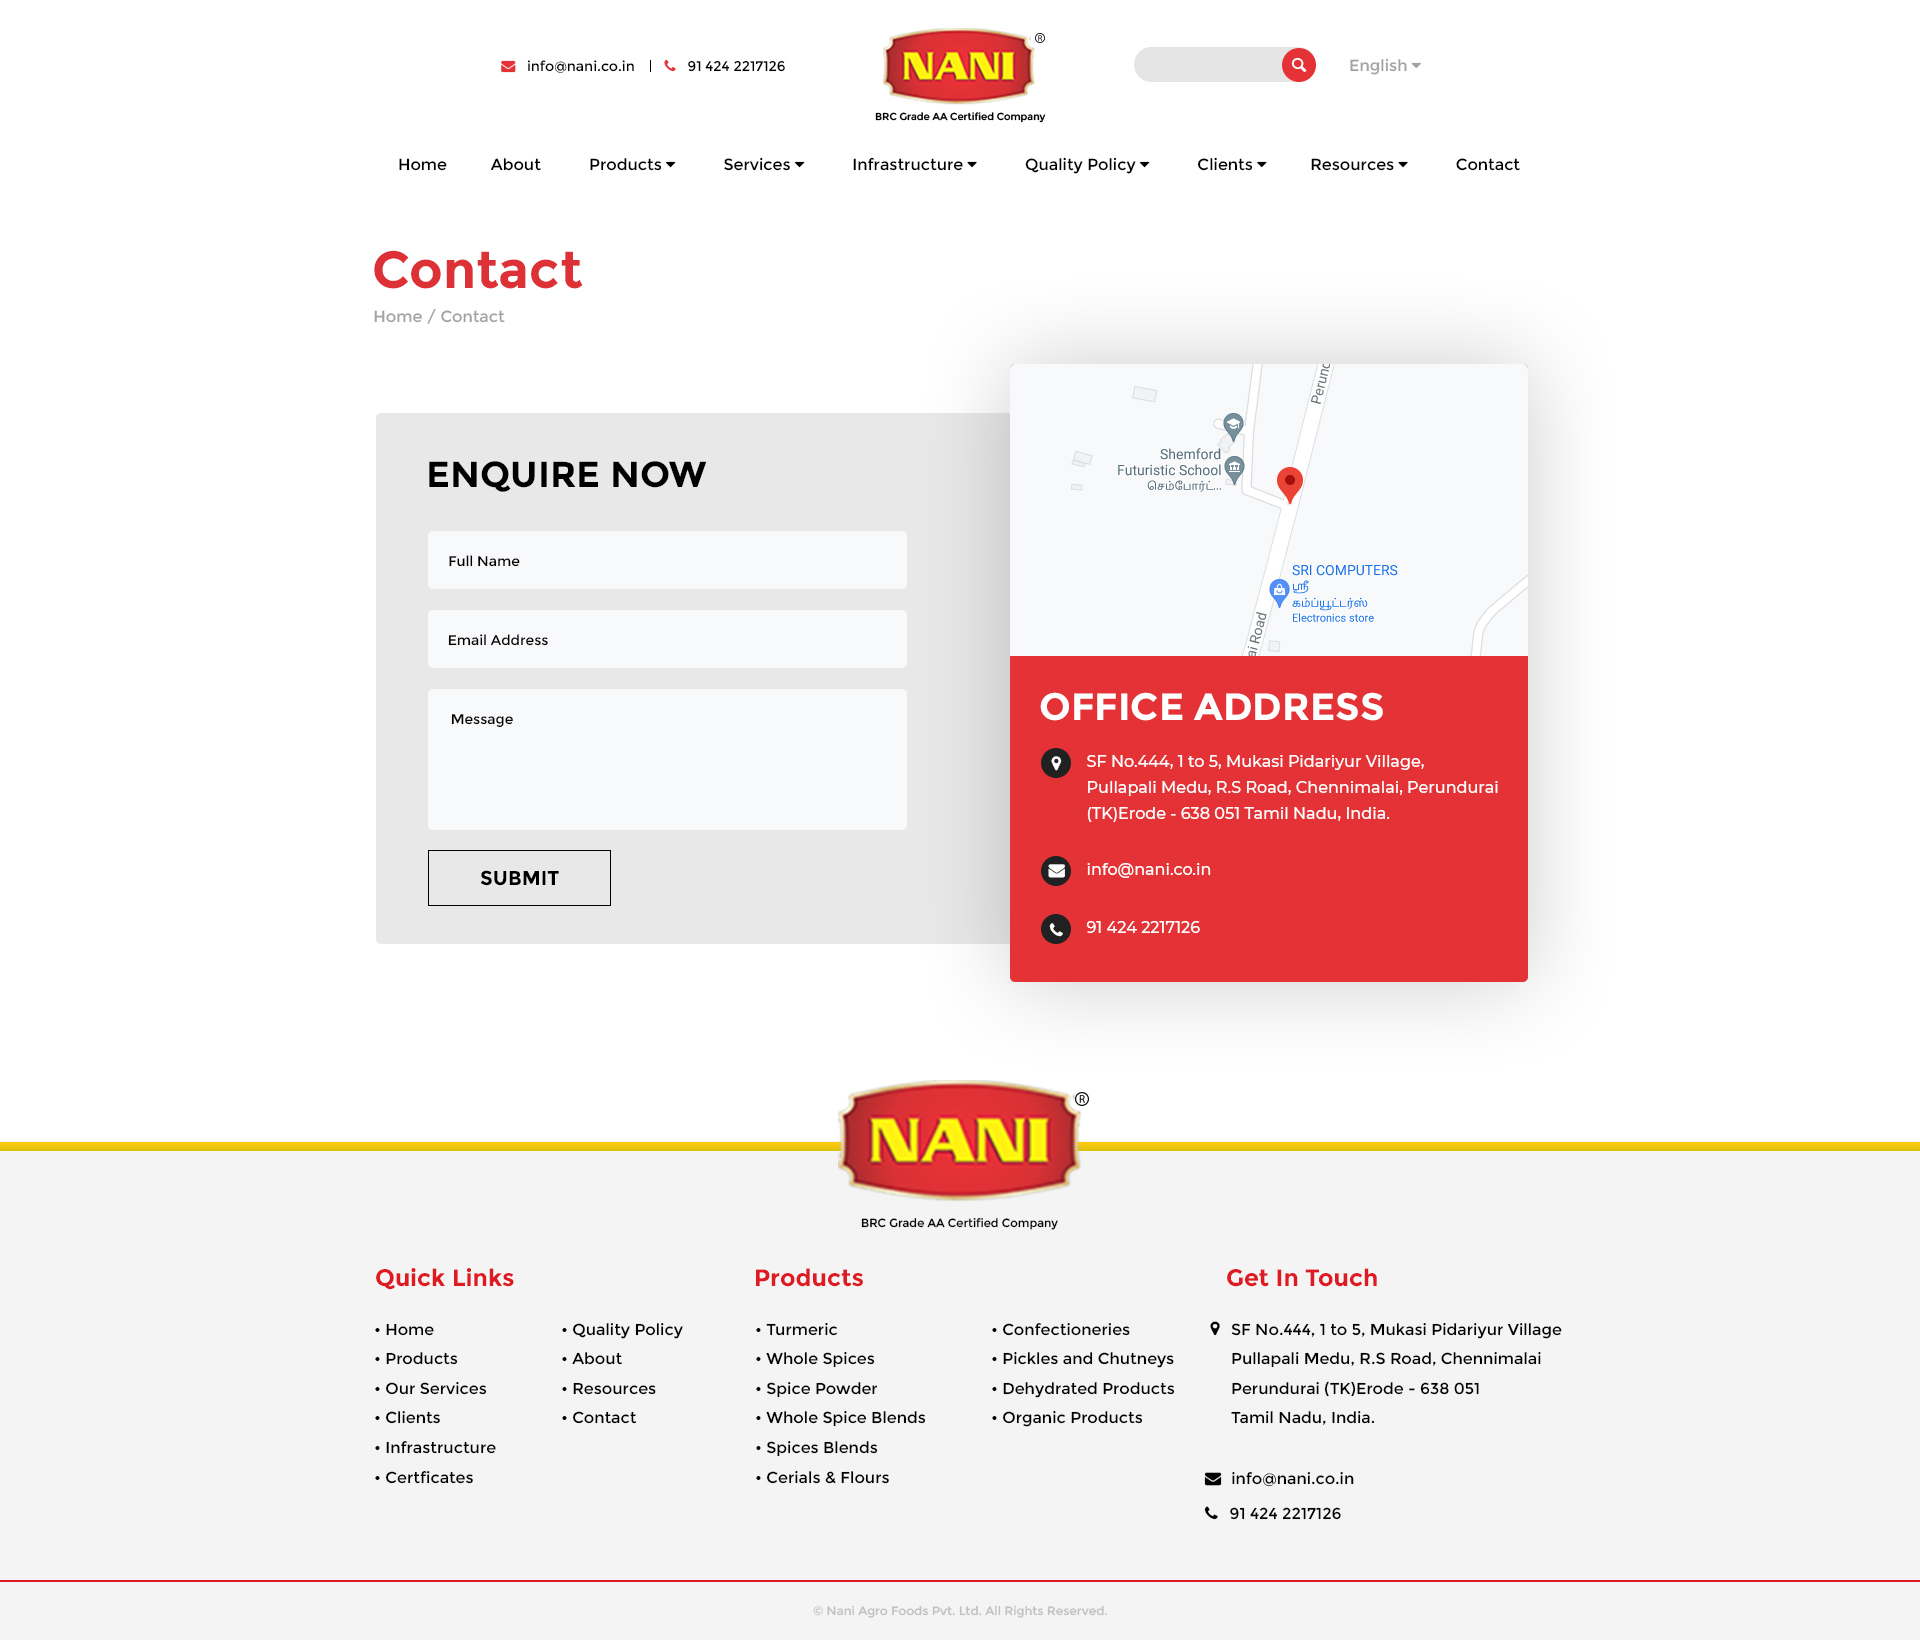 info@nani.co.in | 91 424 2217126
NANI ®
BRC Grade AA Certified Company
English
Home About Products Services Infrastructure Quality Policy Clients Resources Contact
Contact
Home / Contact
ENQUIRE NOW
Full Name
Email Address
Message
SUBMIT
Perund
Shemford
Futuristic School
செம்போர்ட்...
SRI COMPUTERS
ஸ்ரீ
கம்ப்யூட்டர்ஸ்
Electronics store
ai Road
OFFICE ADDRESS
SF No.444, 1 to 5, Mukasi Pidariyur Village,
Pullapali Medu, R.S Road, Chennimalai, Perundurai
(TK)Erode - 638 051 Tamil Nadu, India.
info@nani.co.in
91 424 2217126
NANI ®
BRC Grade AA Certified Company
Quick Links
• Home
• Products
• Our Services
• Clients
• Infrastructure
• Certficates
• Quality Policy
• About
• Resources
• Contact
Products
• Turmeric
• Whole Spices
• Spice Powder
• Whole Spice Blends
• Spices Blends
• Cerials & Flours
• Confectioneries
• Pickles and Chutneys
• Dehydrated Products
• Organic Products
Get In Touch
SF No.444, 1 to 5, Mukasi Pidariyur Village
Pullapali Medu, R.S Road, Chennimalai
Perundurai (TK)Erode - 638 051
Tamil Nadu, India.
info@nani.co.in
91 424 2217126
© Nani Agro Foods Pvt. Ltd. All Rights Reserved.